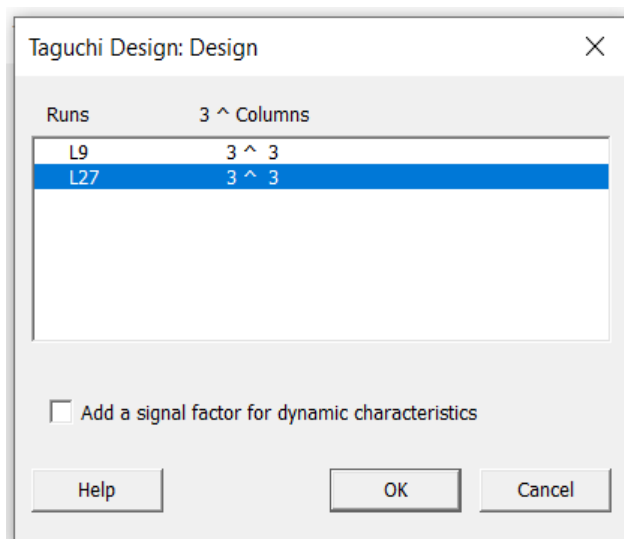 Taguchi Design: Design
Runs 3 ^ Columns
L9 3 ^ 3
L27 3 ^ 3
Add a signal factor for dynamic characteristics
Help OK Cancel